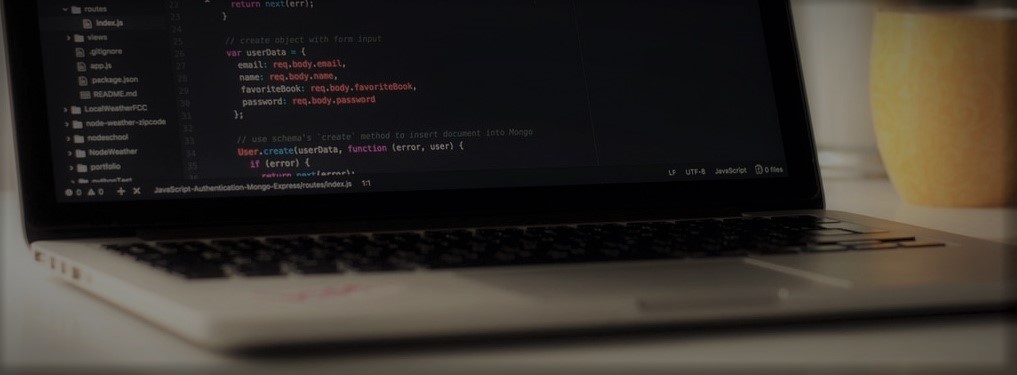 routes
index.js
views
.gitignore
app.js
package.json
README.md
LocalWeatherFCC
node-weather-zipcode
nodeschool
NodeWeather
portfolio
return next(err);
23 }
24
25 // create object with form input
26 var userData = {
27 email: req.body.email,
28 name: req.body.name,
29 favoriteBook: req.body.favoriteBook,
30 password: req.body.password
31 };
32
33 // use schema's `create` method to insert document into Mongo
34 User.create(userData, function (error, user) {
35 if (error) {
36 return next(error);
0 0 JavaScript-Authentication-Mongo-Express/routes/index.js 1:1
LF UTF-8 JavaScript 0 files